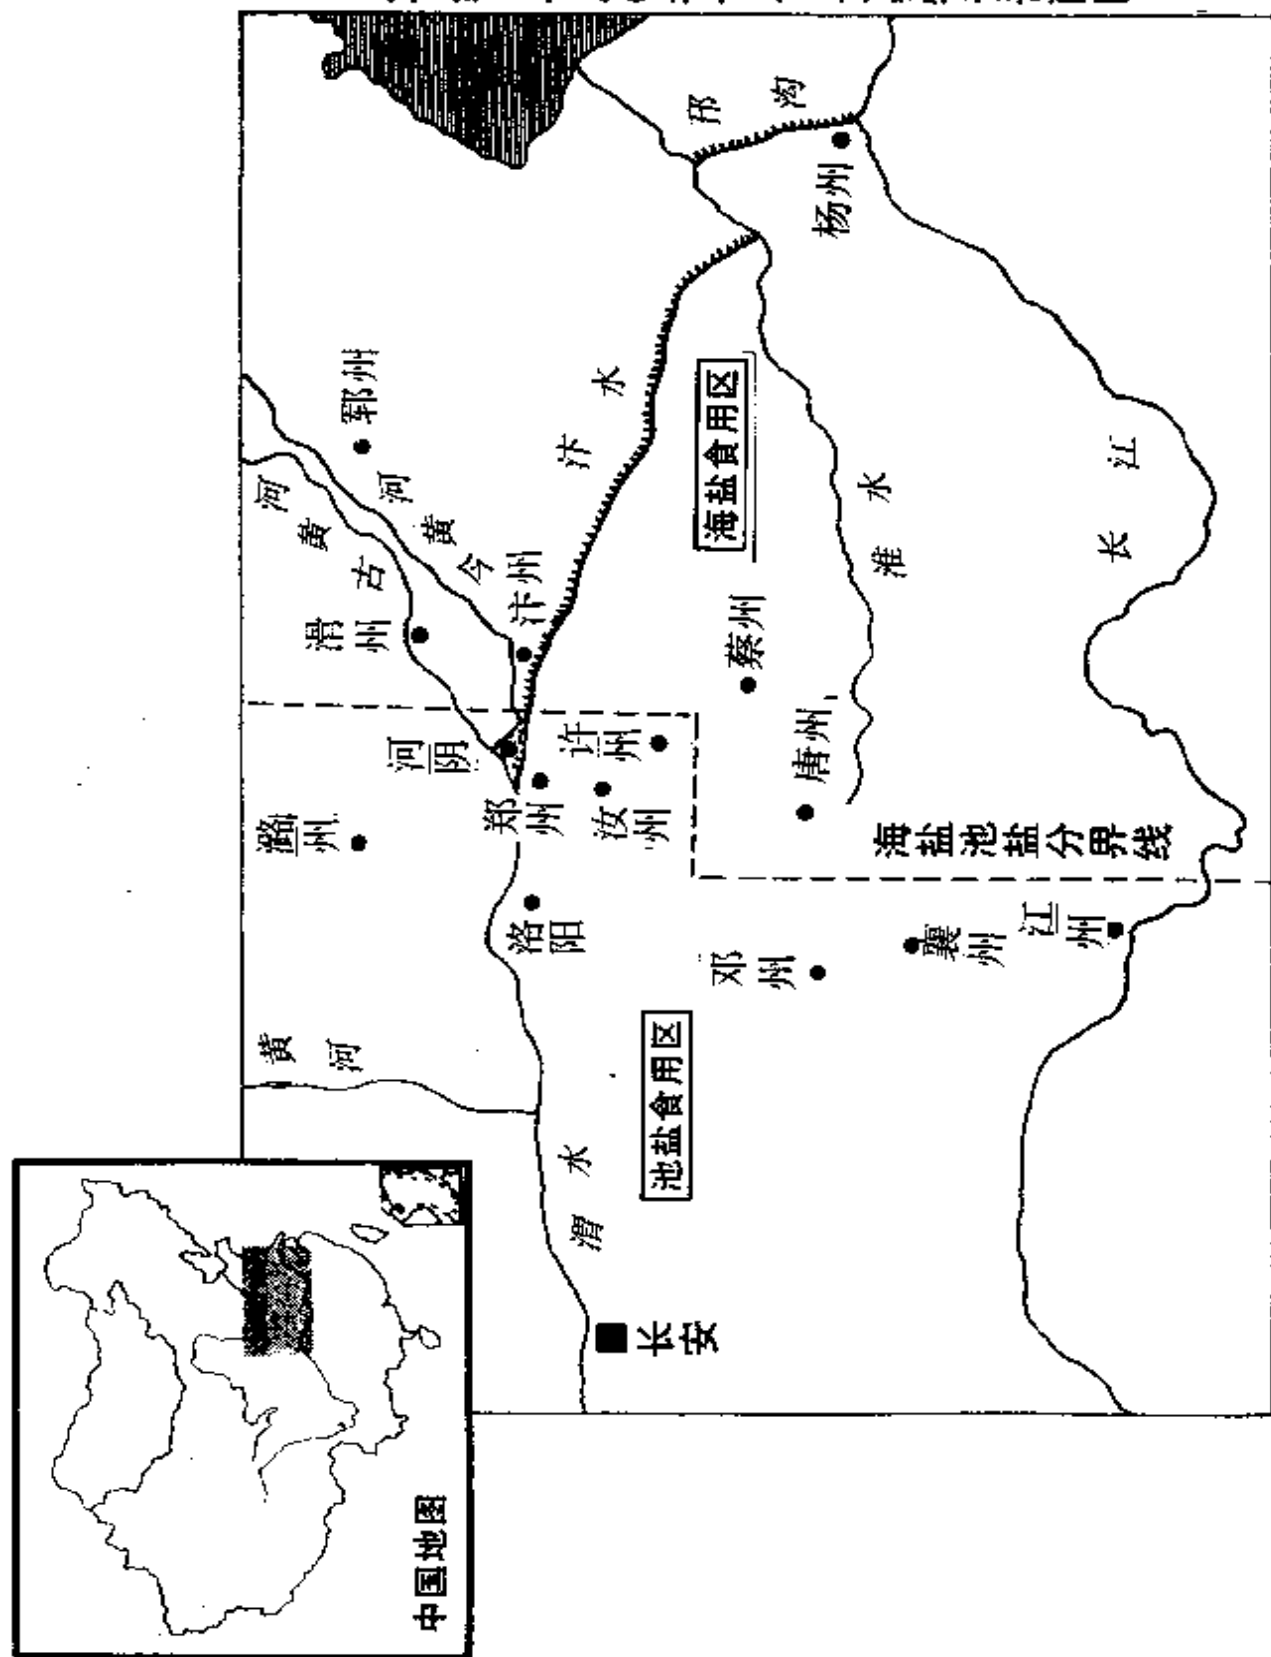 中国地图
黄河
潞州
滑州
古黄河
今黄河
郓州
河阴
汴州
郑州
洛阳
汝州
许州
汴水
渭水
长安
池盐食用区
海盐食用区
邗沟
杨州
蔡州
唐州
邓州
淮水
襄州
江州
海盐池盐分界线
长江